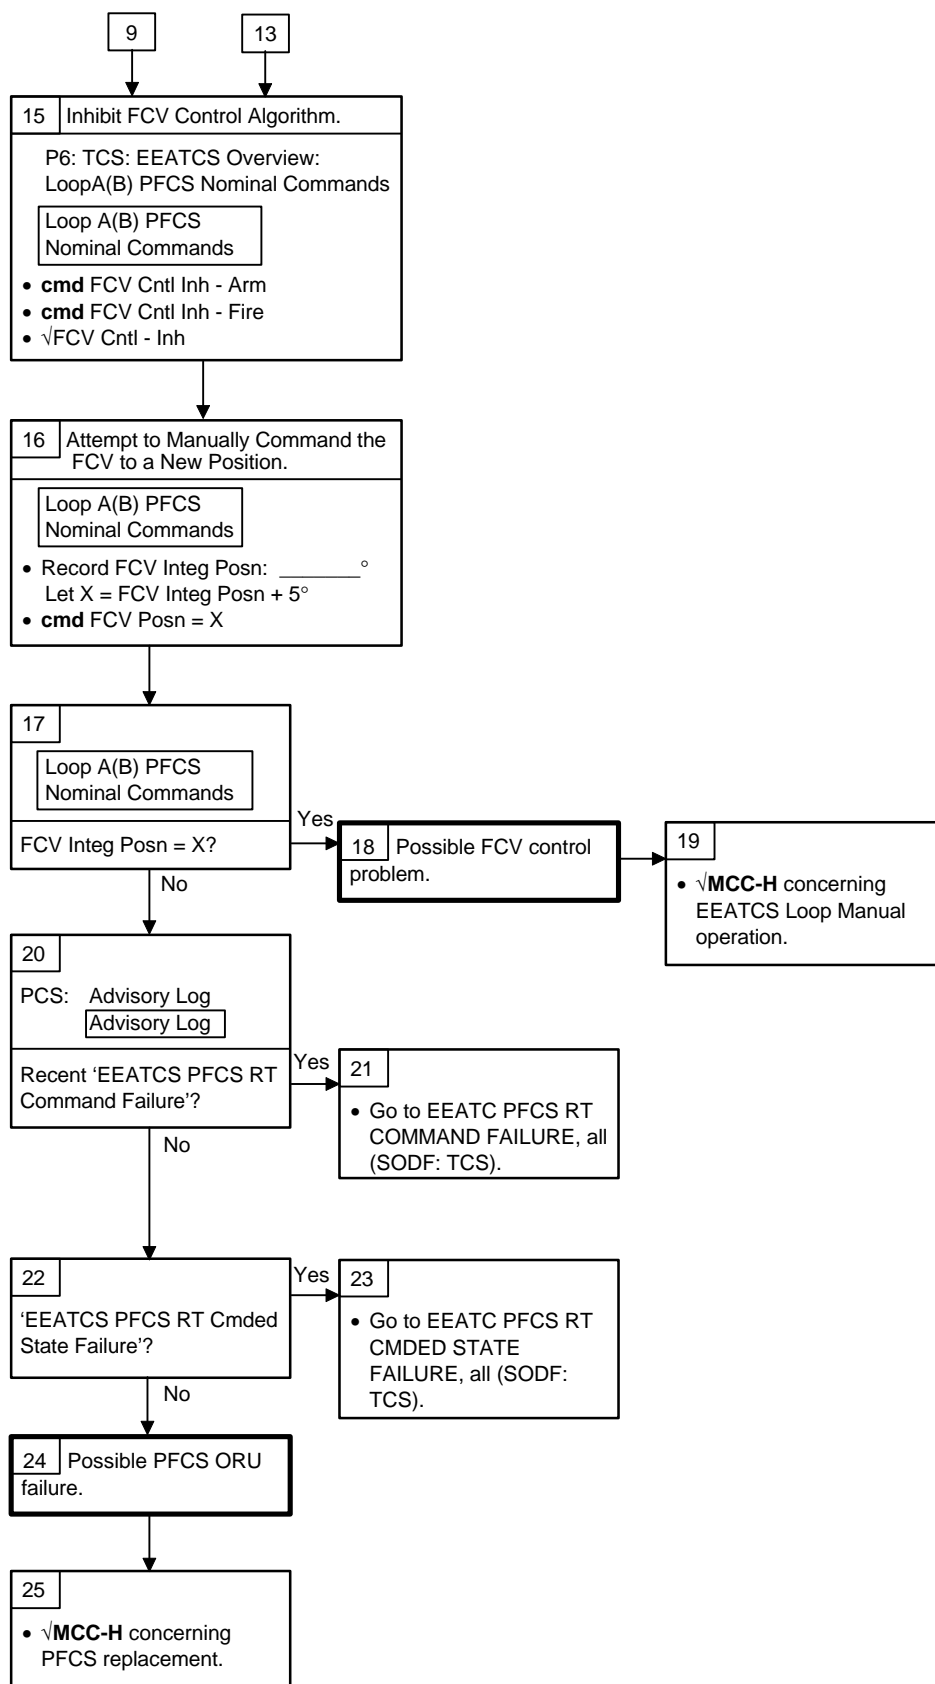 9
13
15 Inhibit FCV Control Algorithm.
P6: TCS: EEATCS Overview:
LoopA(B) PFCS Nominal Commands
Loop A(B) PFCS
Nominal Commands
• cmd FCV Cntl Inh - Arm
• cmd FCV Cntl Inh - Fire
• √FCV Cntl - Inh
16 Attempt to Manually Command the
FCV to a New Position.
Loop A(B) PFCS
Nominal Commands
• Record FCV Integ Posn: _______°
Let X = FCV Integ Posn + 5°
• cmd FCV Posn = X
17
Loop A(B) PFCS
Nominal Commands
FCV Integ Posn = X?
Yes
No
18 Possible FCV control
problem.
19
• √MCC-H concerning
EEATCS Loop Manual
operation.
20
PCS: Advisory Log
Advisory Log
Recent ‘EEATCS PFCS RT
Command Failure’?
Yes
No
21
• Go to EEATC PFCS RT
COMMAND FAILURE, all
(SODF: TCS).
22
‘EEATCS PFCS RT Cmded
State Failure’?
Yes
No
23
• Go to EEATC PFCS RT
CMDED STATE
FAILURE, all (SODF:
TCS).
24 Possible PFCS ORU
failure.
25
• √MCC-H concerning
PFCS replacement.